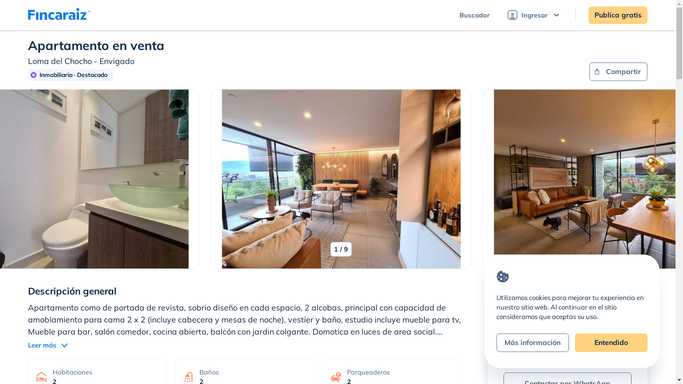 Fincaraiz
Buscador
Ingresar
Publica gratis
Apartamento en venta
Loma del Chocho - Envigado
Inmobiliaria - Destacado
Compartir
1 / 9
Descripción general
Apartamento como de portada de revista, sobrio diseño en cada espacio, 2 alcobas, principal con capacidad de
amoblamiento para cama 2 x 2 (incluye cabecera y mesas de noche), vestier y baño, estudio incluye mueble para tv,
Mueble para bar, salón comedor, cocina abierta, balcón con jardin colgante. Domotica en luces de area social....
Leer más
Habitaciones
2
Baños
2
Parqueaderos
2
Utilizamos cookies para mejorar tu experiencia en
nuestro sitio web. Al continuar en el sitio
consideramos que aceptas su uso.
Más información
Entendido
Contactar por WhatsApp